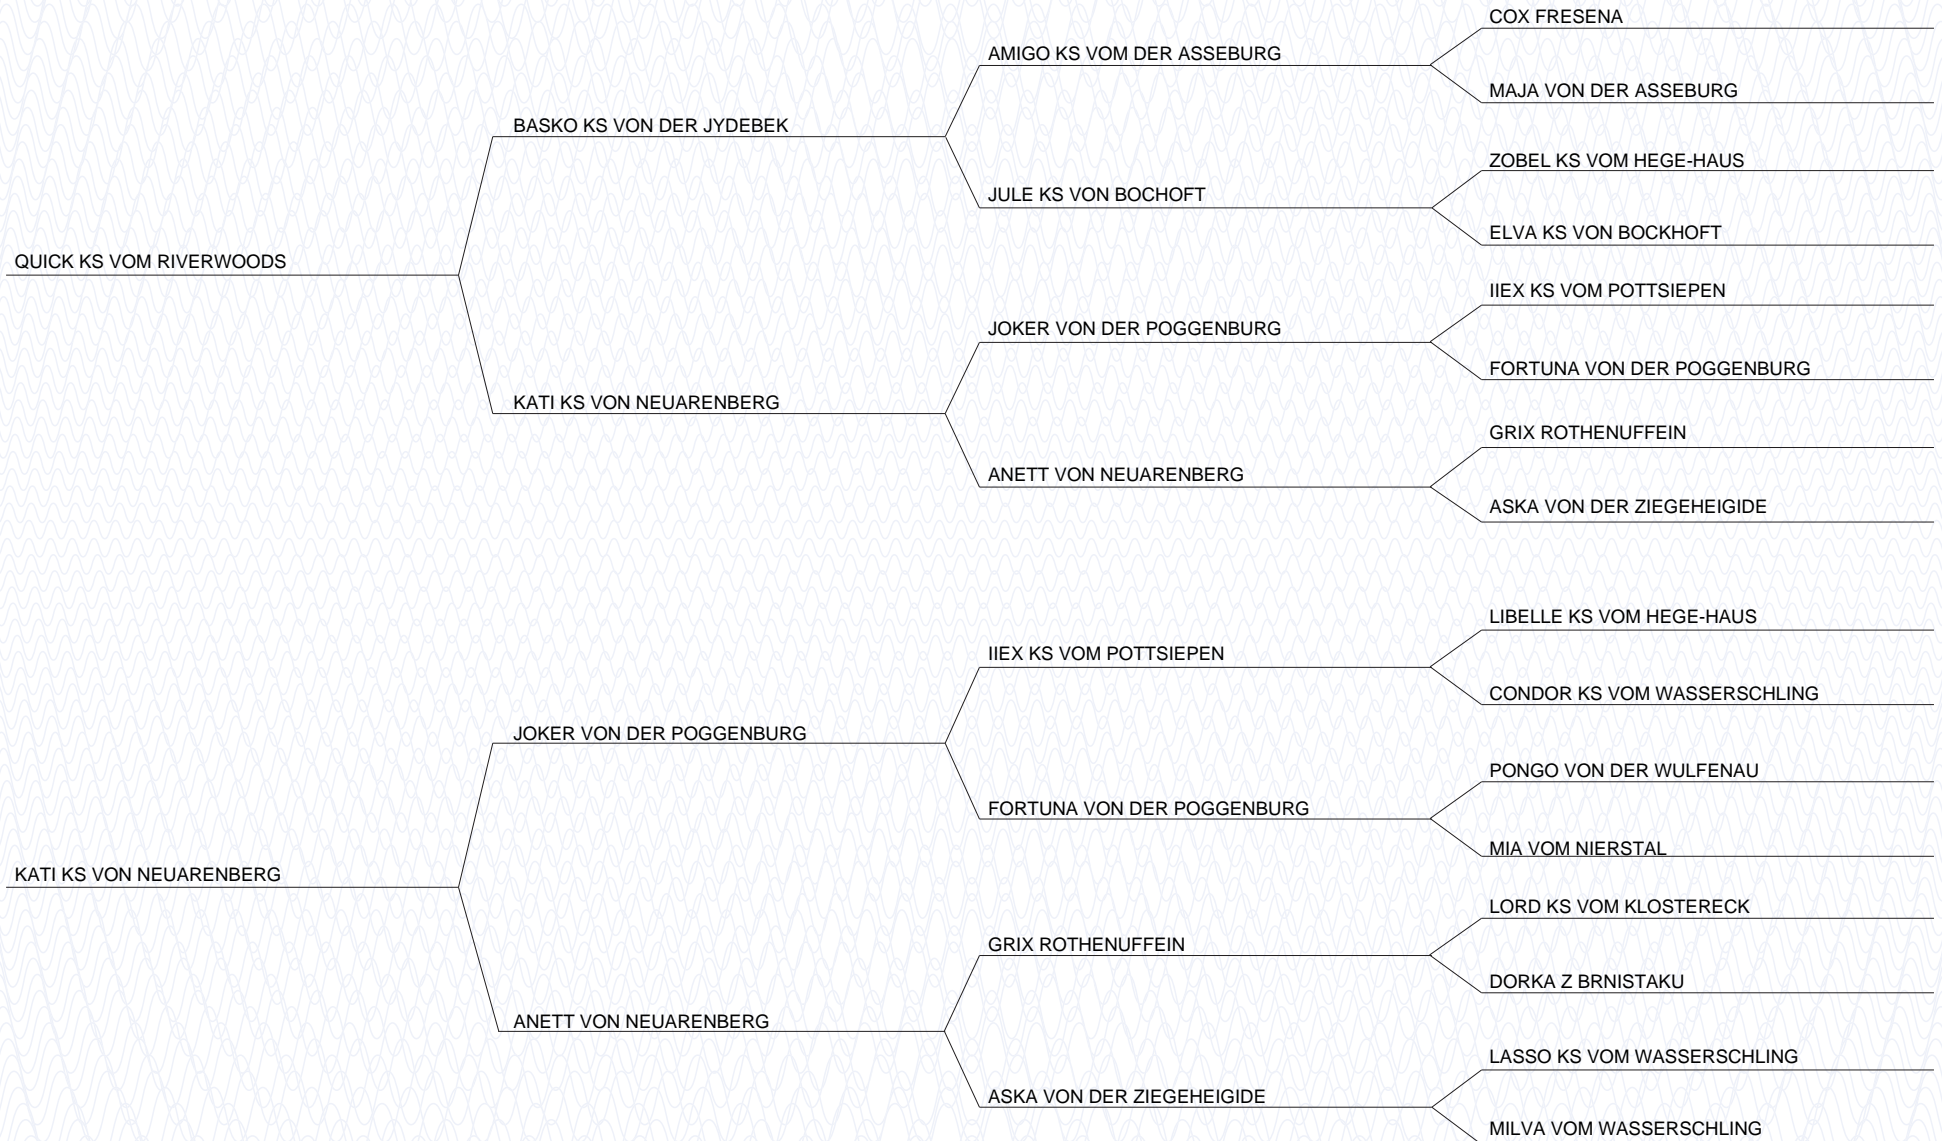 COX FRESENA
AMIGO KS VOM DER ASSEBURG
MAJA VON DER ASSEBURG
BASKO KS VON DER JYDEBEK
ZOBEL KS VOM HEGE-HAUS
JULE KS VON BOCHOFT
ELVA KS VON BOCKHOFT
QUICK KS VOM RIVERWOODS
IIEX KS VOM POTTSIEPEN
JOKER VON DER POGGENBURG
FORTUNA VON DER POGGENBURG
KATI KS VON NEUARENBERG
GRIX ROTHENUFFEIN
ANETT VON NEUARENBERG
ASKA VON DER ZIEGEHEIGIDE
LIBELLE KS VOM HEGE-HAUS
IIEX KS VOM POTTSIEPEN
CONDOR KS VOM WASSERSCHLING
JOKER VON DER POGGENBURG
PONGO VON DER WULFENAU
FORTUNA VON DER POGGENBURG
MIA VOM NIERSTAL
KATI KS VON NEUARENBERG
LORD KS VOM KLOSTERECK
GRIX ROTHENUFFEIN
DORKA Z BRNISTAKU
ANETT VON NEUARENBERG
LASSO KS VOM WASSERSCHLING
ASKA VON DER ZIEGEHEIGIDE
MILVA VOM WASSERSCHLING